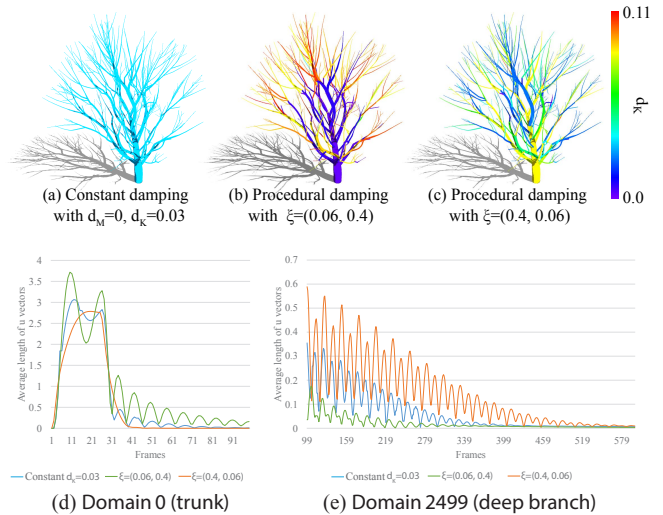 0.11
d_K
0.0
(a) Constant damping
with d_M=0, d_K=0.03
(b) Procedural damping
with ξ=(0.06, 0.4)
(c) Procedural damping
with ξ=(0.4, 0.06)
Average length of u vectors
4
3.5
3
2.5
2
1.5
1
0.5
0
1 11 21 31 41 51 61 71 81 91
Frames
Constant d_K=0.03 ξ=(0.06, 0.4) ξ=(0.4, 0.06)
(d) Domain 0 (trunk)
Average length of u vectors
0.7
0.6
0.5
0.4
0.3
0.2
0.1
0
99 159 219 279 339 399 459 519 579
Frames
Constant d_K=0.03 ξ=(0.06, 0.4) ξ=(0.4, 0.06)
(e) Domain 2499 (deep branch)